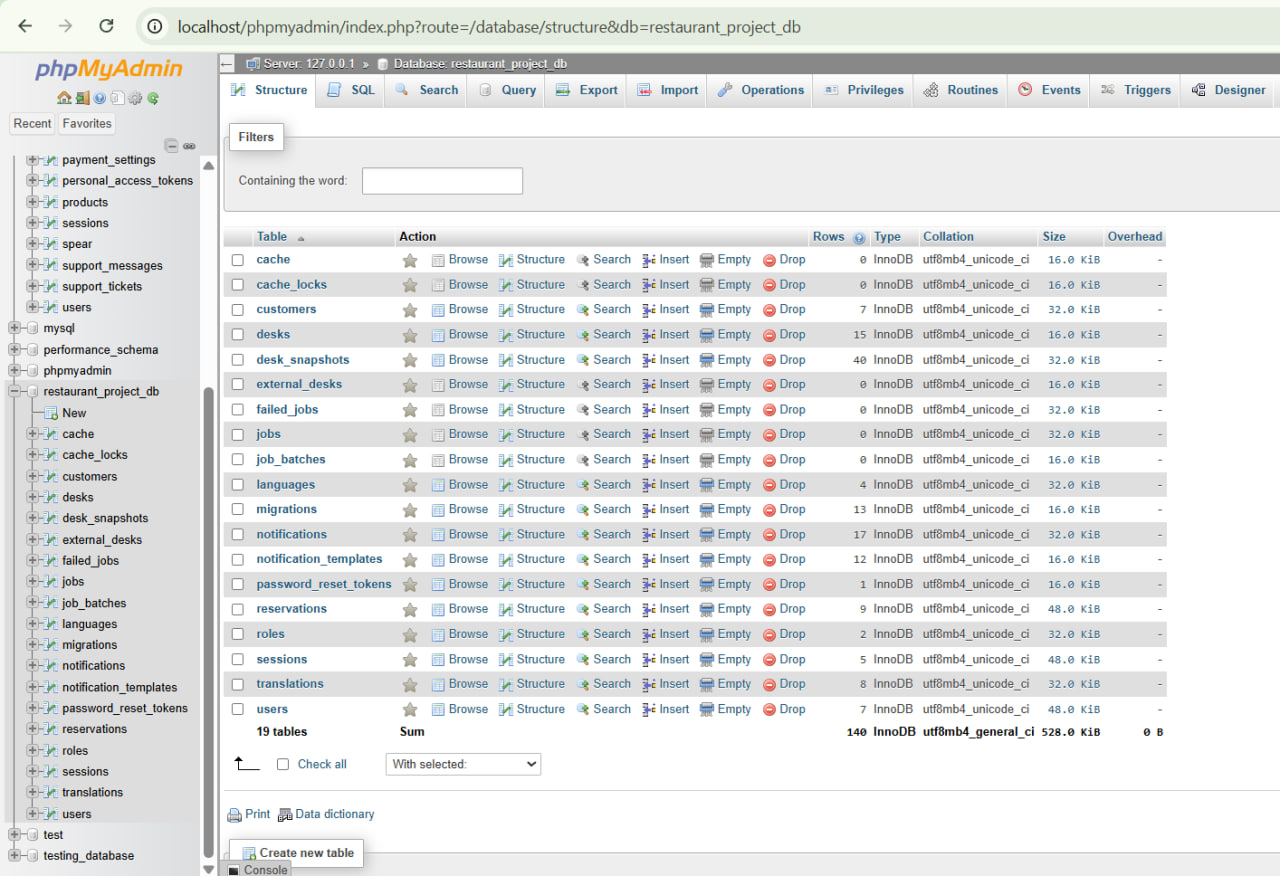 localhost/phpmyadmin/index.php?route=/database/structure&db=restaurant_project_db
phpMyAdmin
Recent Favorites
payment_settings
personal_access_tokens
products
sessions
spear
support_messages
support_tickets
users
mysql
performance_schema
phpmyadmin
restaurant_project_db
New
cache
cache_locks
customers
desks
desk_snapshots
external_desks
failed_jobs
jobs
job_batches
languages
migrations
notifications
notification_templates
password_reset_tokens
reservations
roles
sessions
translations
users
test
testing_database
Server: 127.0.0.1 » Database: restaurant_project_db
Structure SQL Search Query Export Import Operations Privileges Routines Events Triggers Designer
Filters
Containing the word:
Table Action Rows Type Collation Size Overhead
cache Browse Structure Search Insert Empty Drop 0 InnoDB utf8mb4_unicode_ci 16.0 KiB -
cache_locks Browse Structure Search Insert Empty Drop 0 InnoDB utf8mb4_unicode_ci 16.0 KiB -
customers Browse Structure Search Insert Empty Drop 7 InnoDB utf8mb4_unicode_ci 32.0 KiB -
desks Browse Structure Search Insert Empty Drop 15 InnoDB utf8mb4_unicode_ci 16.0 KiB -
desk_snapshots Browse Structure Search Insert Empty Drop 40 InnoDB utf8mb4_unicode_ci 32.0 KiB -
external_desks Browse Structure Search Insert Empty Drop 0 InnoDB utf8mb4_unicode_ci 16.0 KiB -
failed_jobs Browse Structure Search Insert Empty Drop 0 InnoDB utf8mb4_unicode_ci 32.0 KiB -
jobs Browse Structure Search Insert Empty Drop 0 InnoDB utf8mb4_unicode_ci 32.0 KiB -
job_batches Browse Structure Search Insert Empty Drop 0 InnoDB utf8mb4_unicode_ci 16.0 KiB -
languages Browse Structure Search Insert Empty Drop 4 InnoDB utf8mb4_unicode_ci 32.0 KiB -
migrations Browse Structure Search Insert Empty Drop 13 InnoDB utf8mb4_unicode_ci 16.0 KiB -
notifications Browse Structure Search Insert Empty Drop 17 InnoDB utf8mb4_unicode_ci 32.0 KiB -
notification_templates Browse Structure Search Insert Empty Drop 12 InnoDB utf8mb4_unicode_ci 16.0 KiB -
password_reset_tokens Browse Structure Search Insert Empty Drop 1 InnoDB utf8mb4_unicode_ci 16.0 KiB -
reservations Browse Structure Search Insert Empty Drop 9 InnoDB utf8mb4_unicode_ci 48.0 KiB -
roles Browse Structure Search Insert Empty Drop 2 InnoDB utf8mb4_unicode_ci 32.0 KiB -
sessions Browse Structure Search Insert Empty Drop 5 InnoDB utf8mb4_unicode_ci 48.0 KiB -
translations Browse Structure Search Insert Empty Drop 8 InnoDB utf8mb4_unicode_ci 32.0 KiB -
users Browse Structure Search Insert Empty Drop 7 InnoDB utf8mb4_unicode_ci 48.0 KiB -
19 tables Sum 140 InnoDB utf8mb4_general_ci 528.0 KiB 0 B
Check all With selected:
Print Data dictionary
Create new table
Console